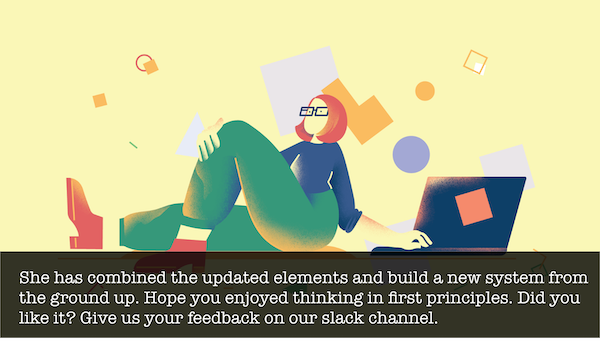 She has combined the updated elements and build a new system from
the ground up. Hope you enjoyed thinking in first principles. Did you
like it? Give us your feedback on our slack channel.